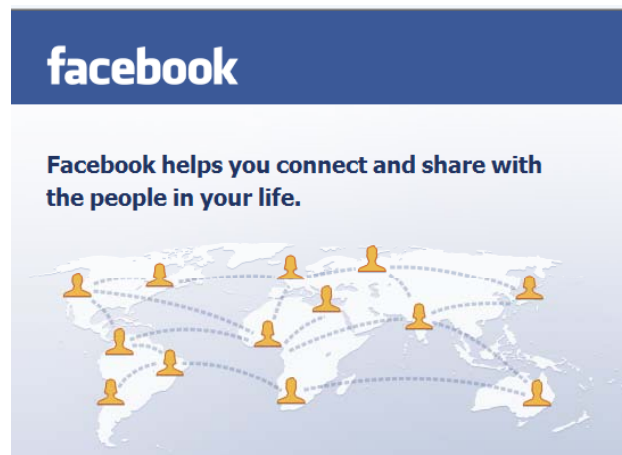 facebook
Facebook helps you connect and share with
the people in your life.